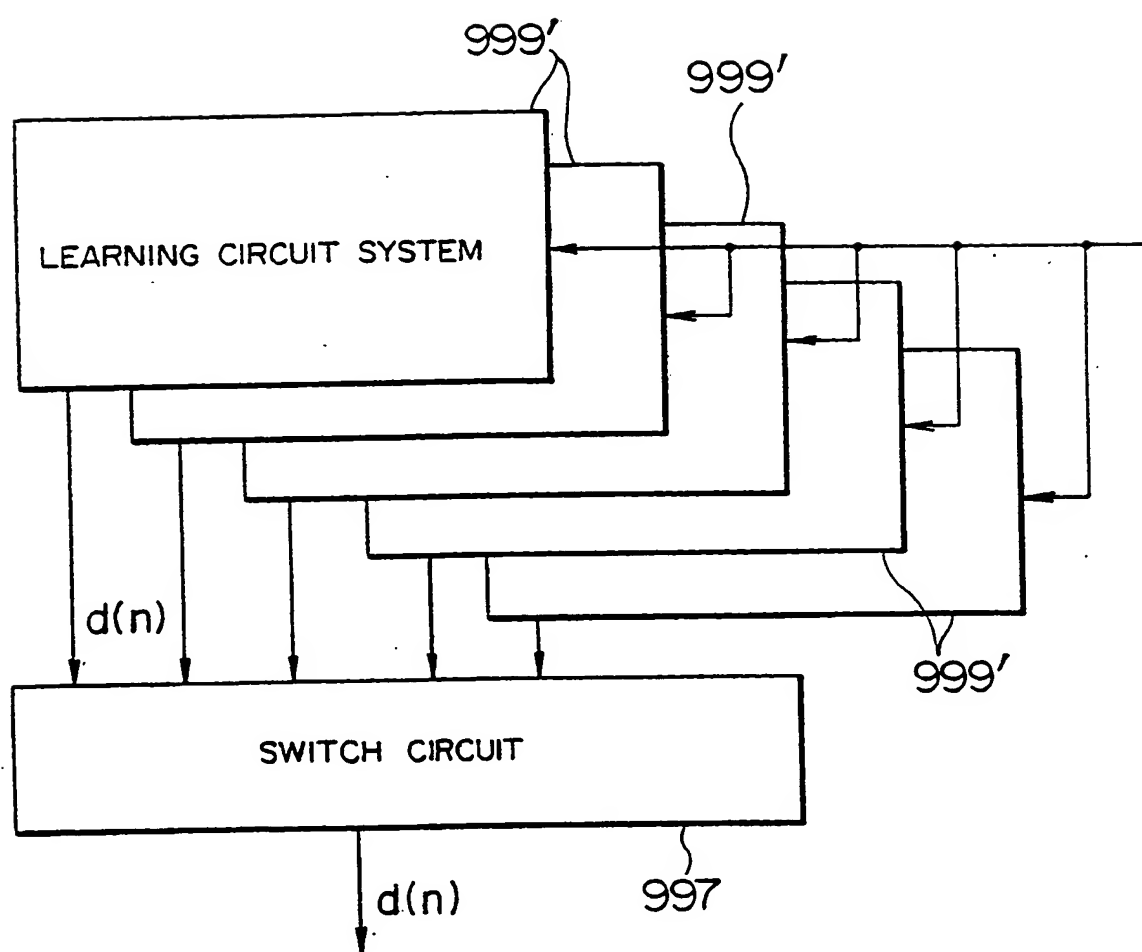 999'
999'
LEARNING CIRCUIT SYSTEM
d(n)
999'
SWITCH CIRCUIT
d(n)
997